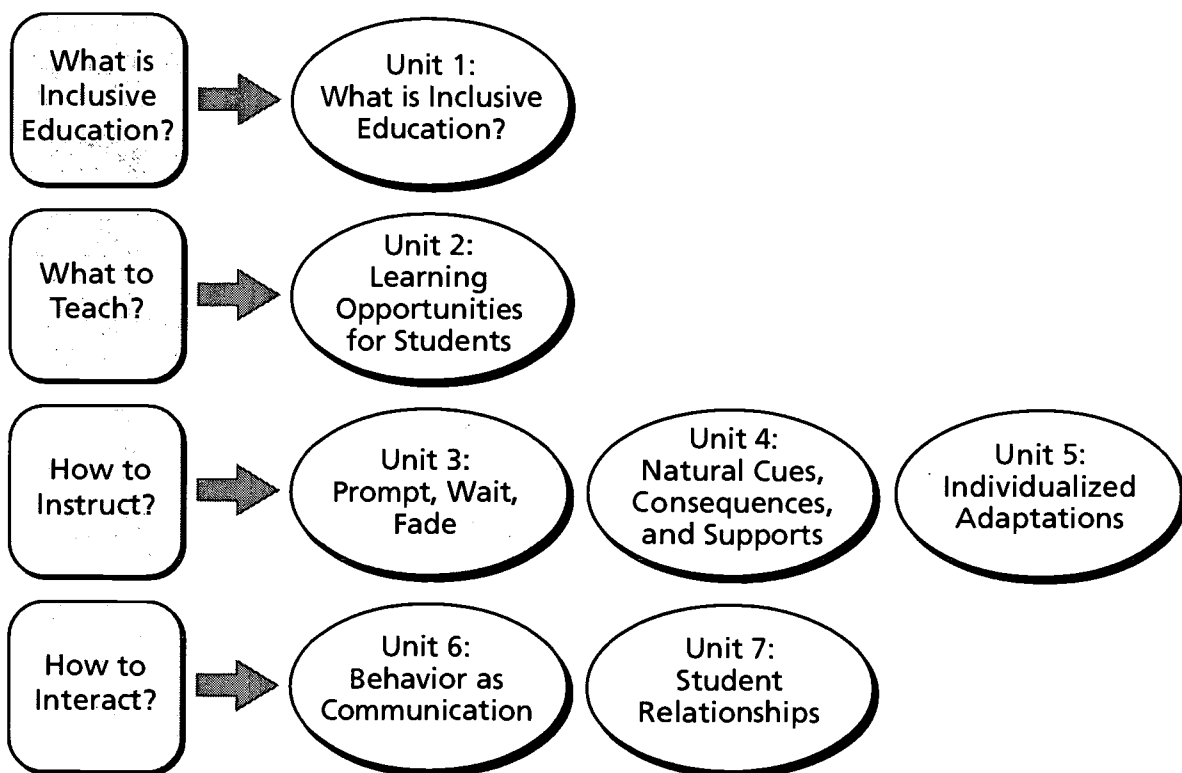 What is
Inclusive
Education?
Unit 1:
What is Inclusive
Education?
What to
Teach?
Unit 2:
Learning
Opportunities
for Students
How to
Instruct?
Unit 3:
Prompt, Wait,
Fade
Unit 4:
Natural Cues,
Consequences,
and Supports
Unit 5:
Individualized
Adaptations
How to
Interact?
Unit 6:
Behavior as
Communication
Unit 7:
Student
Relationships